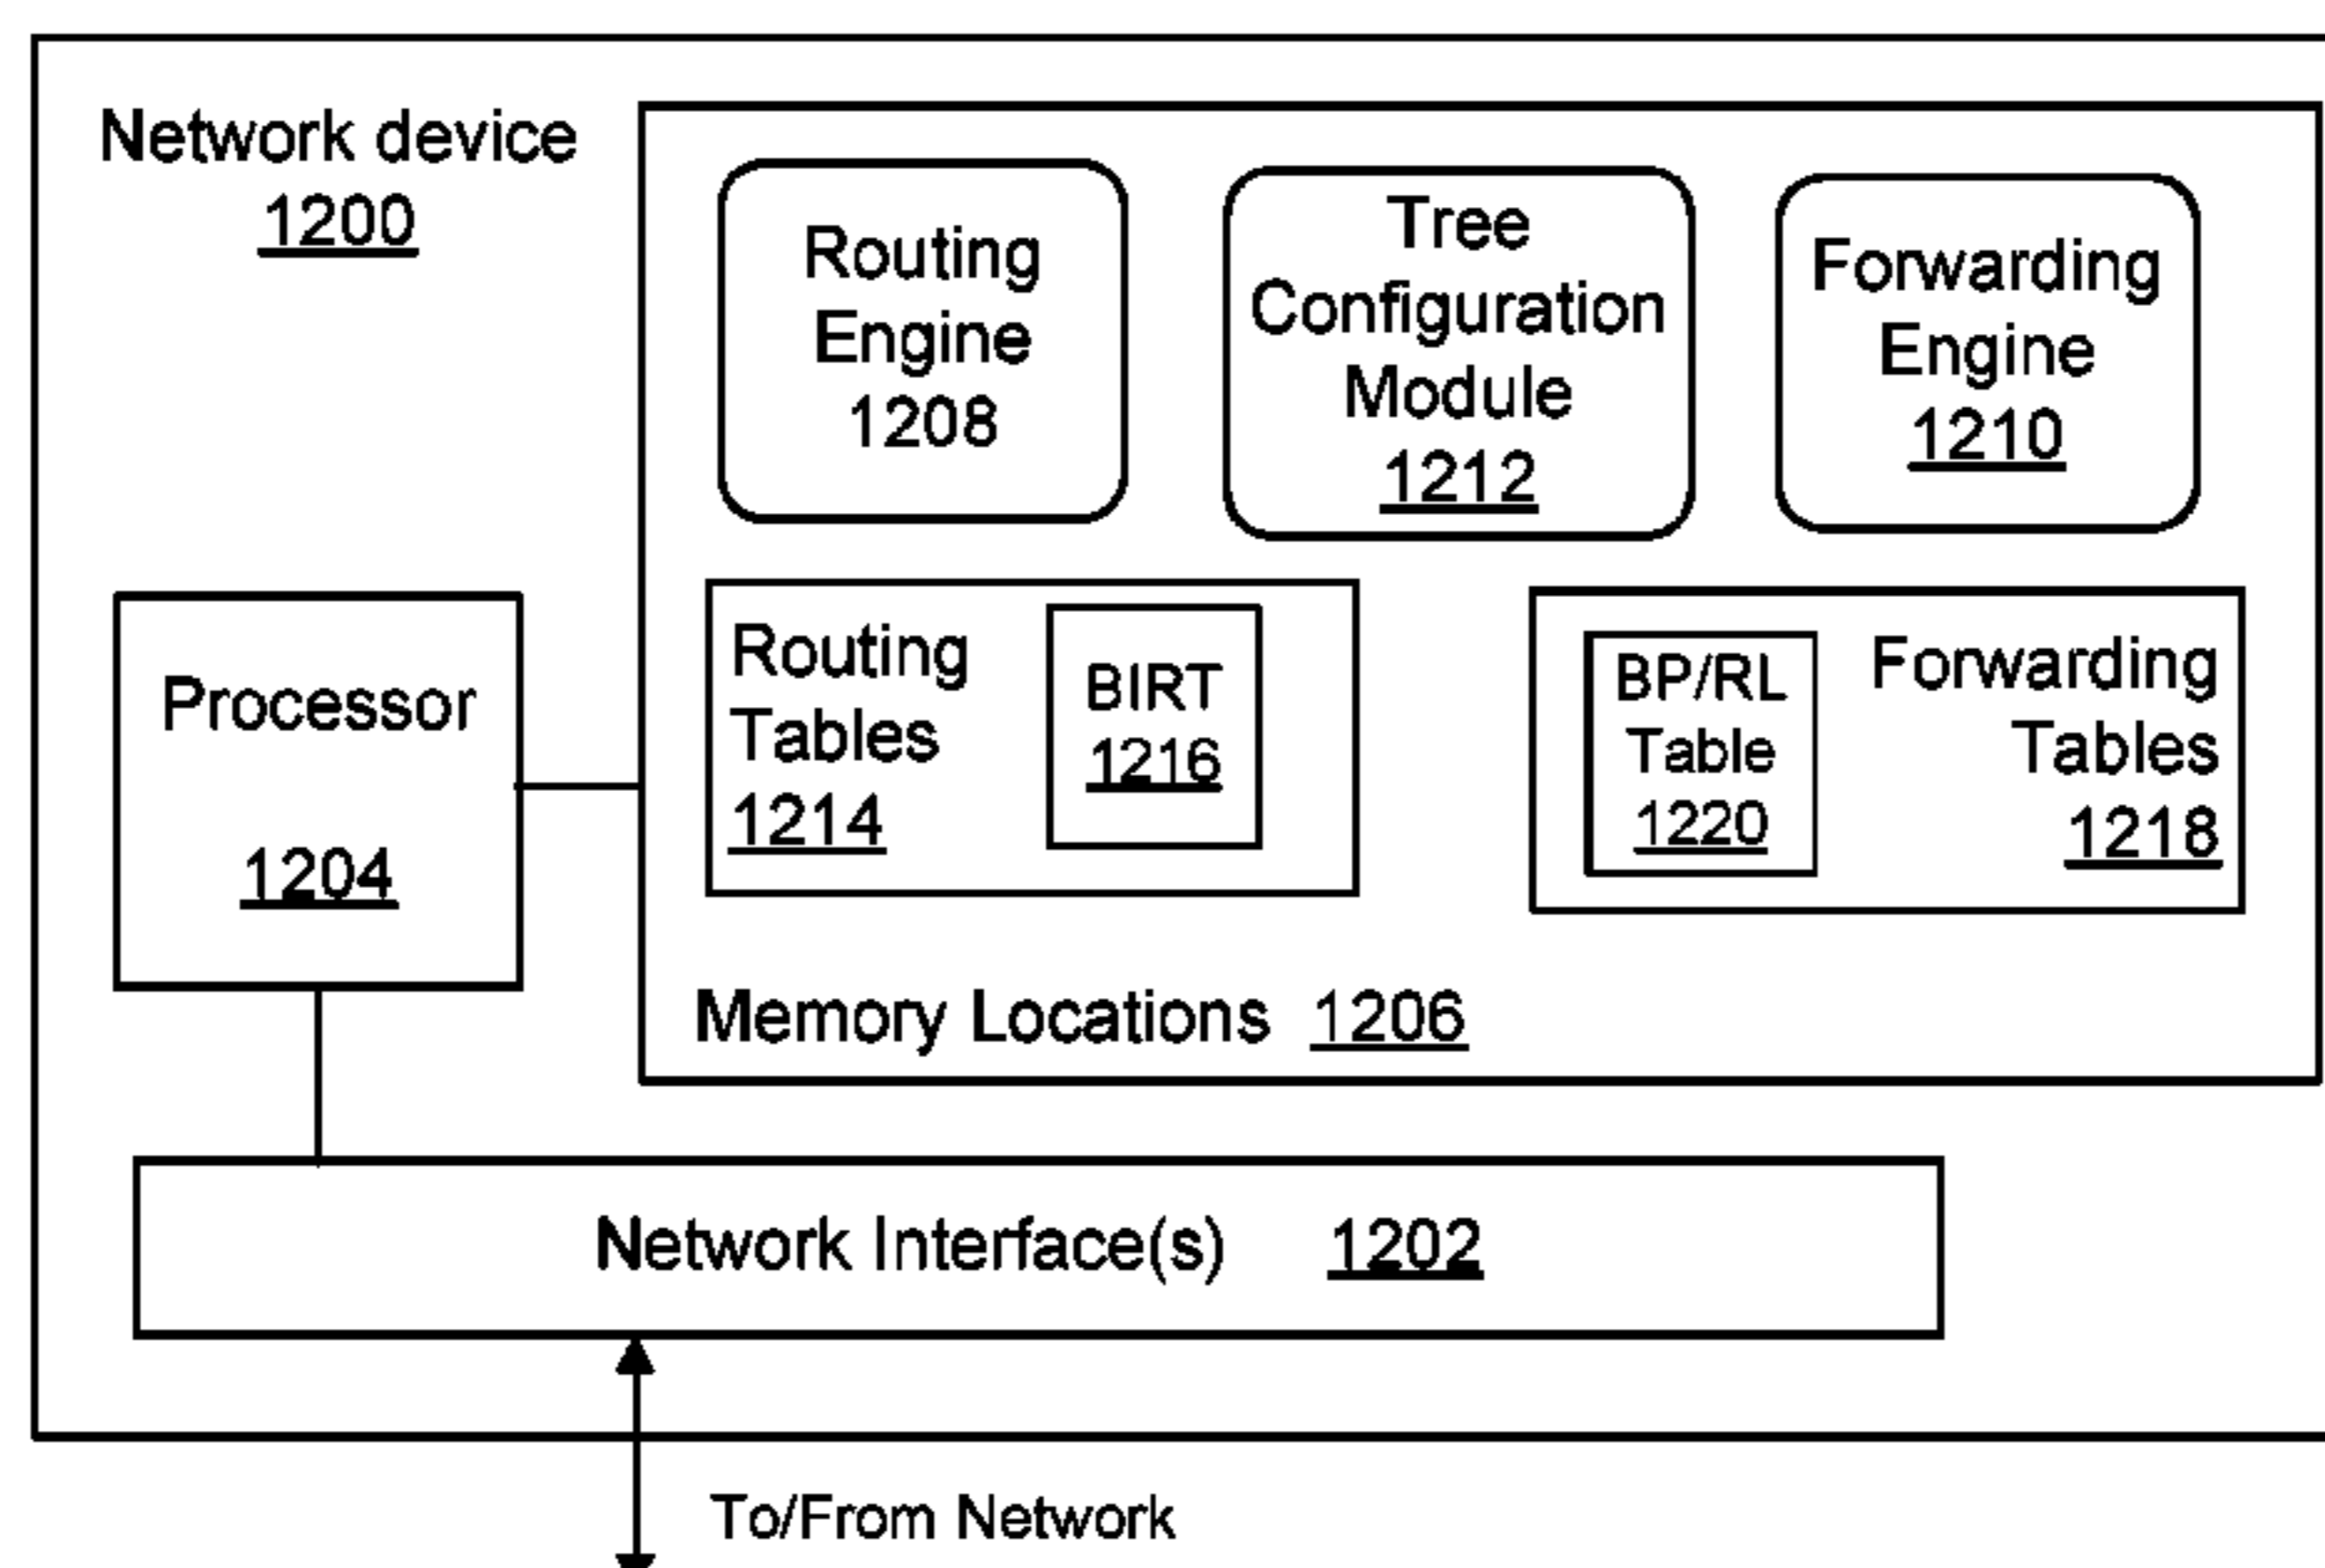 Network device
1200
Routing
Engine
1208
Tree
Configuration
Module
1212
Forwarding
Engine
1210
Processor
1204
Routing
Tables
1214
BIRT
1216
BP/RL
Table
1220
Forwarding
Tables
1218
Memory Locations 1206
Network Interface(s) 1202
To/From Network